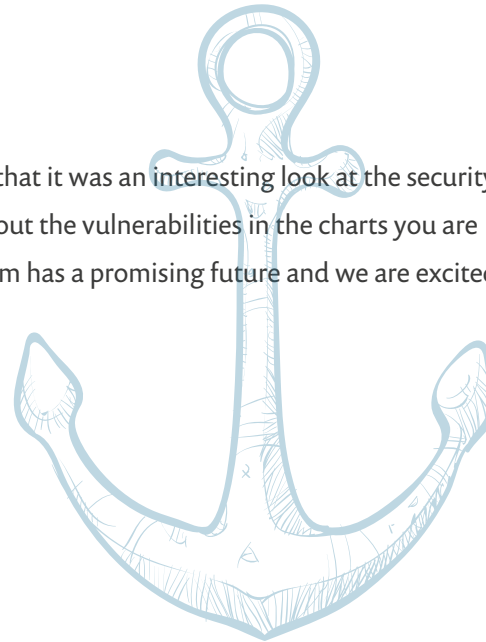 that it was an interesting look at the security
out the vulnerabilities in the charts you are
m has a promising future and we are excited